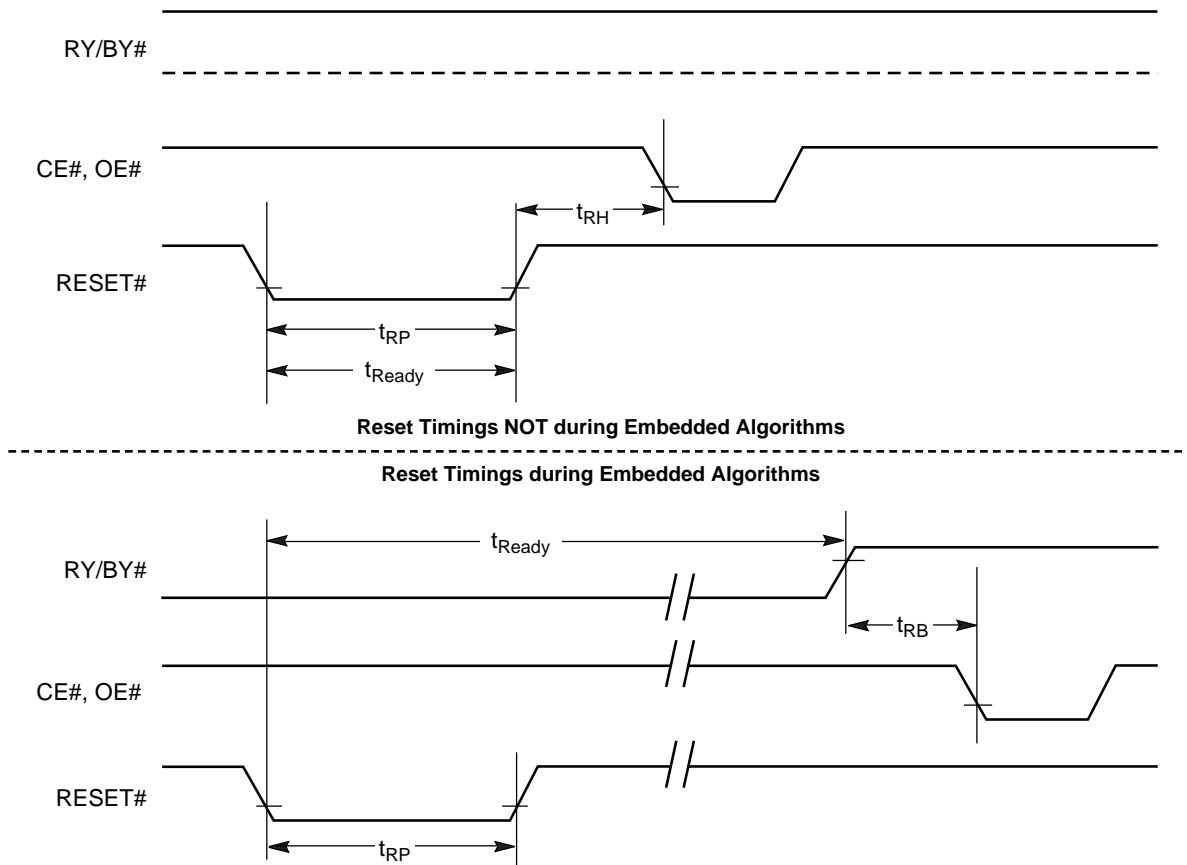 RY/BY#
CE#, OE#
tRH
RESET#
tRP
tReady
Reset Timings NOT during Embedded Algorithms
Reset Timings during Embedded Algorithms
tReady
RY/BY#
tRB
CE#, OE#
RESET#
tRP